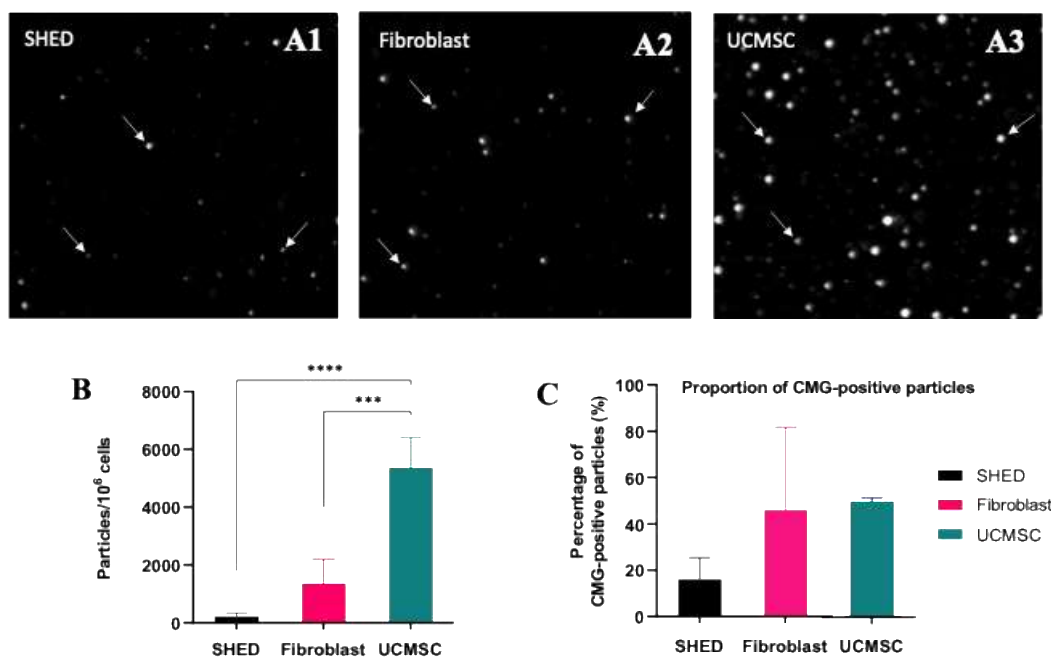 SHED
A1
Fibroblast
A2
UCMSC
A3
B
****
***
8000
6000
4000
2000
0
Particles/10⁶ cells
SHED
Fibroblast
UCMSC
C
Proportion of CMG-positive particles
100
80
60
40
20
0
Percentage of
CMG-positive particles (%)
SHED
Fibroblast
UCMSC
SHED
Fibroblast
UCMSC